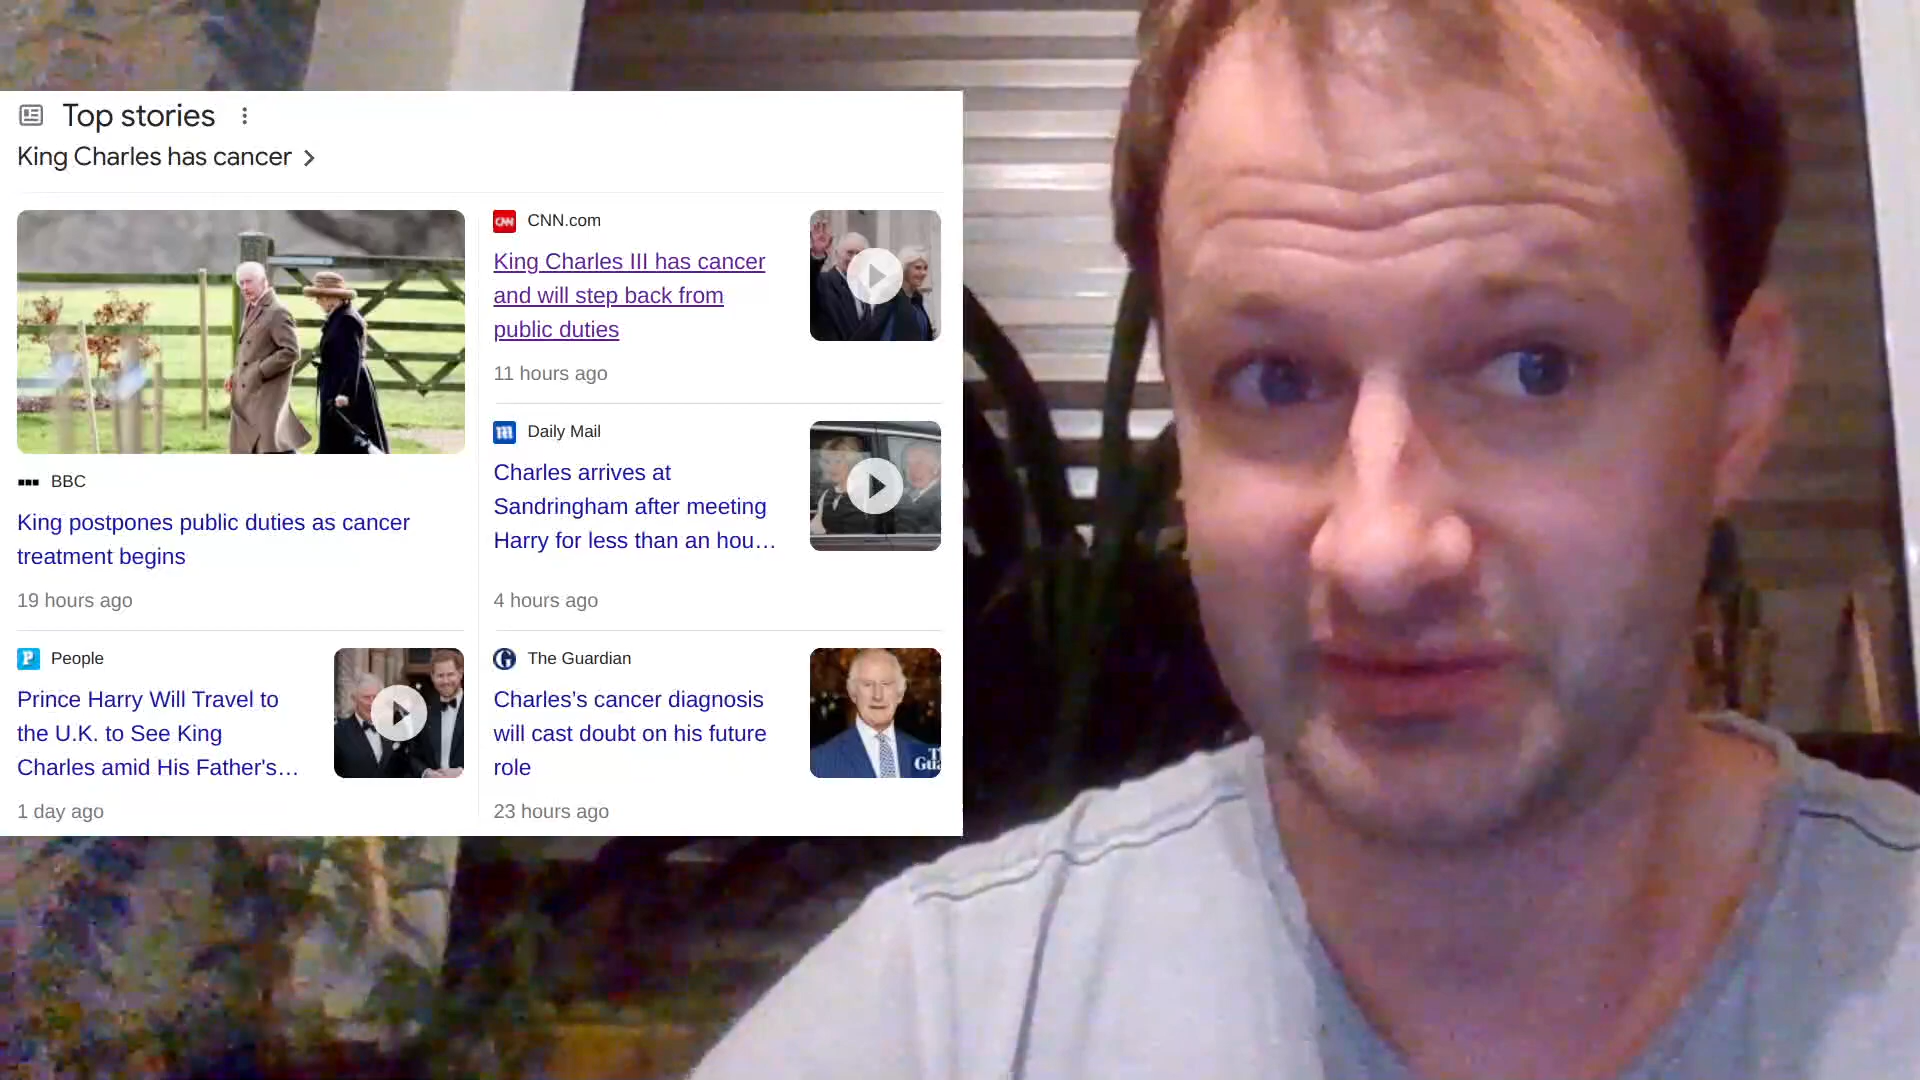 Top stories
King Charles has cancer
BBC
King postpones public duties as cancer
treatment begins
19 hours ago
CNN.com
King Charles III has cancer
and will step back from
public duties
11 hours ago
Daily Mail
Charles arrives at
Sandringham after meeting
Harry for less than an hou…
4 hours ago
P People
Prince Harry Will Travel to
the U.K. to See King
Charles amid His Father's…
1 day ago
G The Guardian
Charles’s cancer diagnosis
will cast doubt on his future
role
23 hours ago